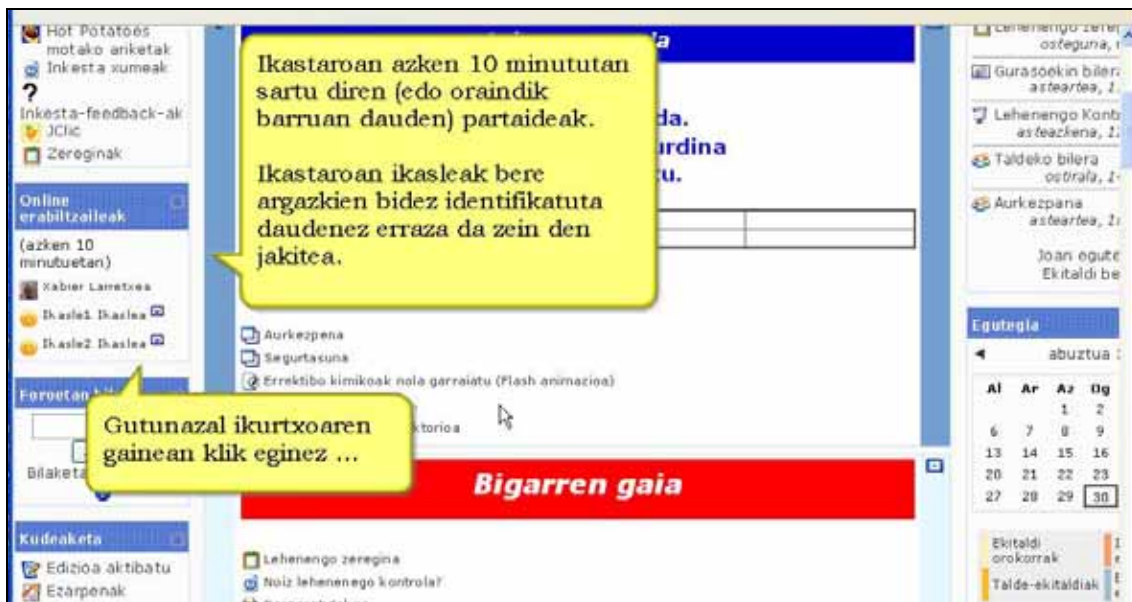 Hot Potatoes
motako ariketak
Inkesta xumeak
?
Inkesta-feedback-ak
JClic
Zereginak
Online
erabiltzaileak
(azken 10
minutuetan)
Xabier Larretxea
Ikasle1 Ikaslea
Ikasle2 Ikaslea
Foroetan
Bilaketa
Kudeaketa
Edizioa aktibatu
Ezarpenak
Ikastaroan azken 10 minututan
sartu diren (edo oraindik
barruan dauden) partaideak.
Ikastaroan ikasleak bere
argazkien bidez identifikatuta
daudenez erraza da zein den
jakitea.
da.
urdina
tu.
Aurkezpena
Segurtasuna
Errektibo kimikoak nola garraiatu (Flash animazioa)
ktorioa
Gutunazal ikurtxoaren
gainean klik eginez ...
Bigarren gaia
Lehenengo zeregina
Noiz lehenenego kontrola?
Lehenengo zereg
osteguna,
Gurasoekin bilera
asteartea, 1
Lehenengo Kont
asteazkena, 1
Taldeko bilera
ostirala, 1
Aurkezpana
asteartea, 1
Joan egute
Ekitaldi be
Egutegia
abuztua
Al Ar Az Og
1 2
6 7 8 9
13 14 15 16
20 21 22 23
27 28 29 30
Ekitaldi
orokorrak
Talde-ekitaldiak